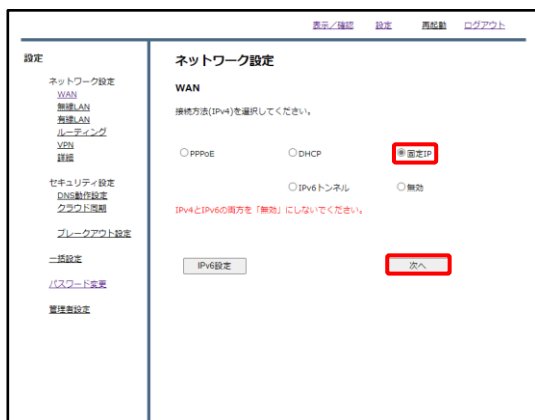 表示／確認 設定 再起動 ログアウト
設定
ネットワーク設定
WAN
無線LAN
有線LAN
ルーティング
VPN
詳細
セキュリティ設定
DNS動作設定
クラウド同期
ブレークアウト設定
一括設定
パスワード変更
管理者設定
ネットワーク設定
WAN
接続方法(IPv4)を選択してください。
PPPoE DHCP 固定IP
IPv6トンネル 無効
IPv4とIPv6の両方を「無効」にしないでください。
IPv6設定 次へ